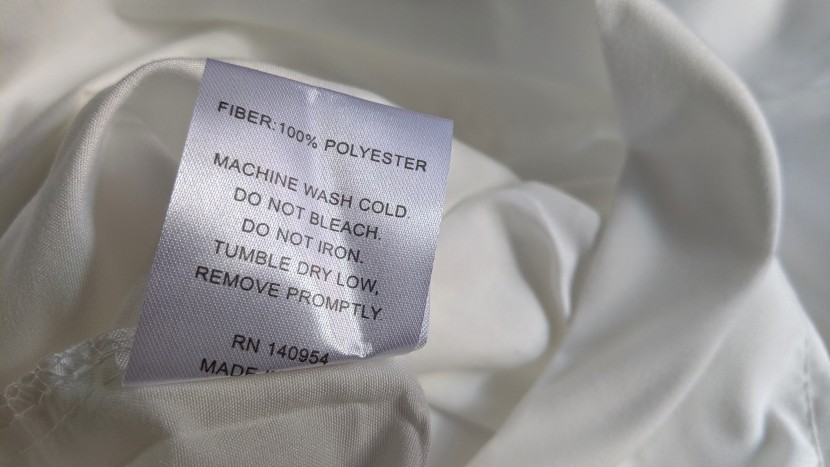 FIBER:100% POLYESTER
MACHINE WASH COLD.
DO NOT BLEACH.
DO NOT IRON.
TUMBLE DRY LOW,
REMOVE PROMPTLY
RN 140954
MADE